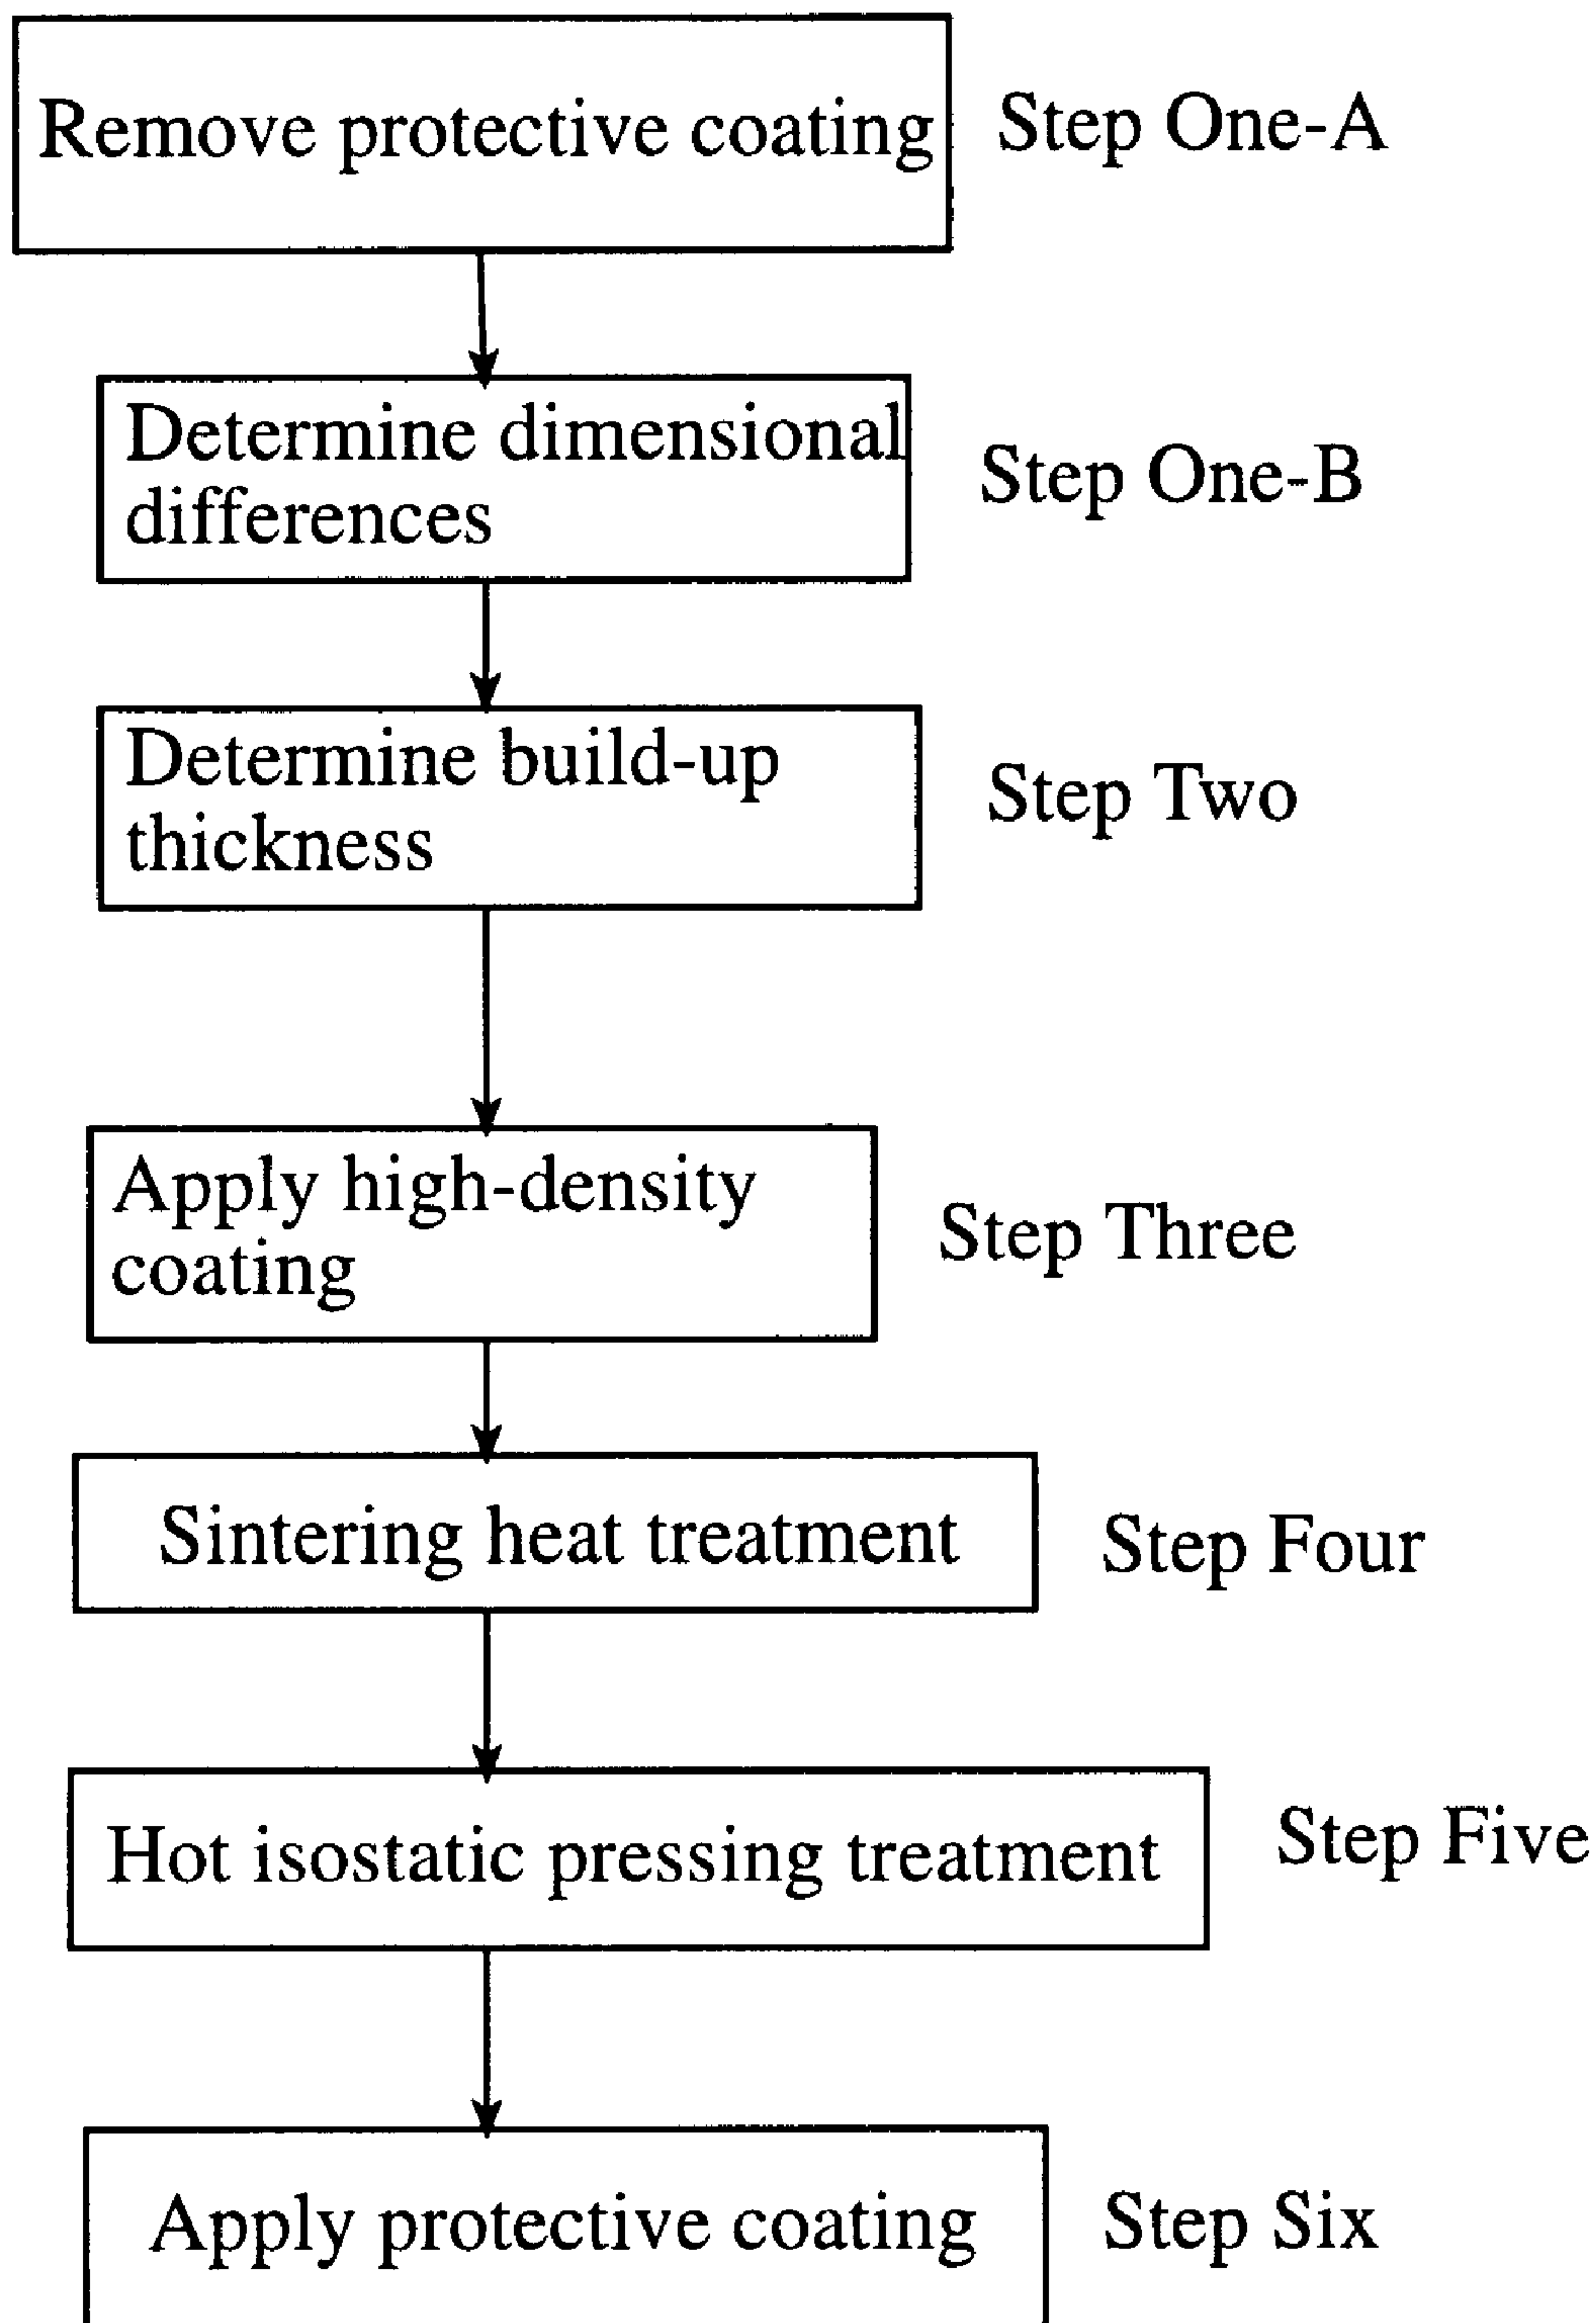 Remove protective coating
Step One-A
Determine dimensional
differences
Step One-B
Determine build-up
thickness
Step Two
Apply high-density
coating
Step Three
Sintering heat treatment
Step Four
Hot isostatic pressing treatment
Step Five
Apply protective coating
Step Six